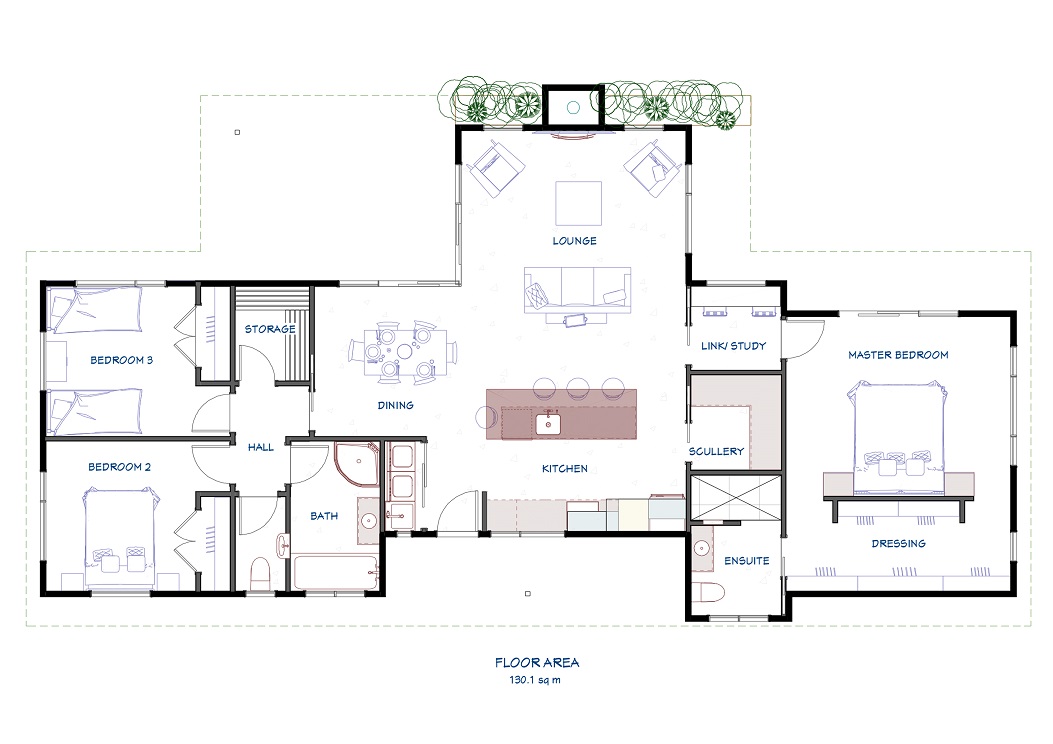 LOUNGE
STORAGE
BEDROOM 3
LINK/ STUDY
MASTER BEDROOM
DINING
HALL
SCULLERY
BEDROOM 2
KITCHEN
BATH
DRESSING
ENSUITE
FLOOR AREA
130.1 sq m